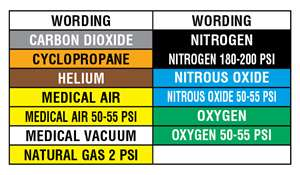 WORDING
CARBON DIOXIDE
CYCLOPROPANE
HELIUM
MEDICAL AIR
MEDICAL AIR 50-55 PSI
MEDICAL VACUUM
NATURAL GAS 2 PSI
WORDING
NITROGEN
NITROGEN 180-200 PSI
NITROUS OXIDE
NITROUS OXIDE 50-55 PSI
OXYGEN
OXYGEN 50-55 PSI